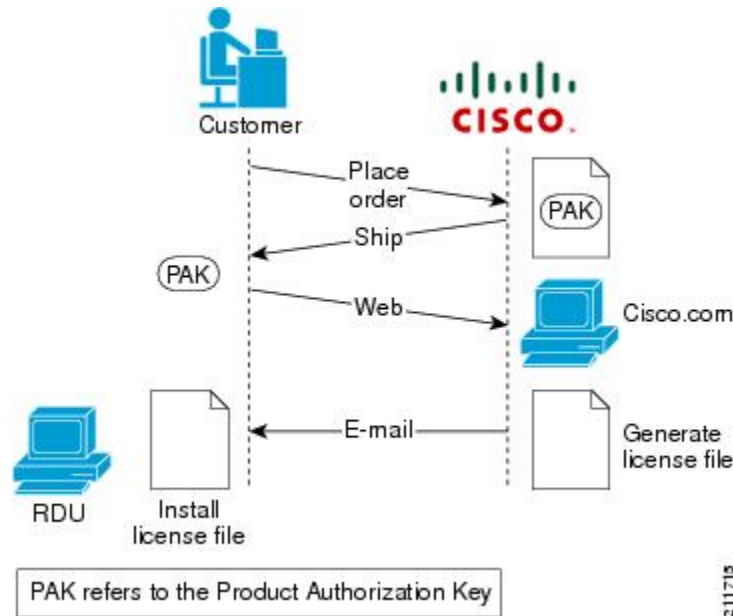 Customer
CISCO
Place
order
PAK
Ship
PAK
Web
Cisco.com
E-mail
Generate
license file
RDU
Install
license file
PAK refers to the Product Authorization Key
211715